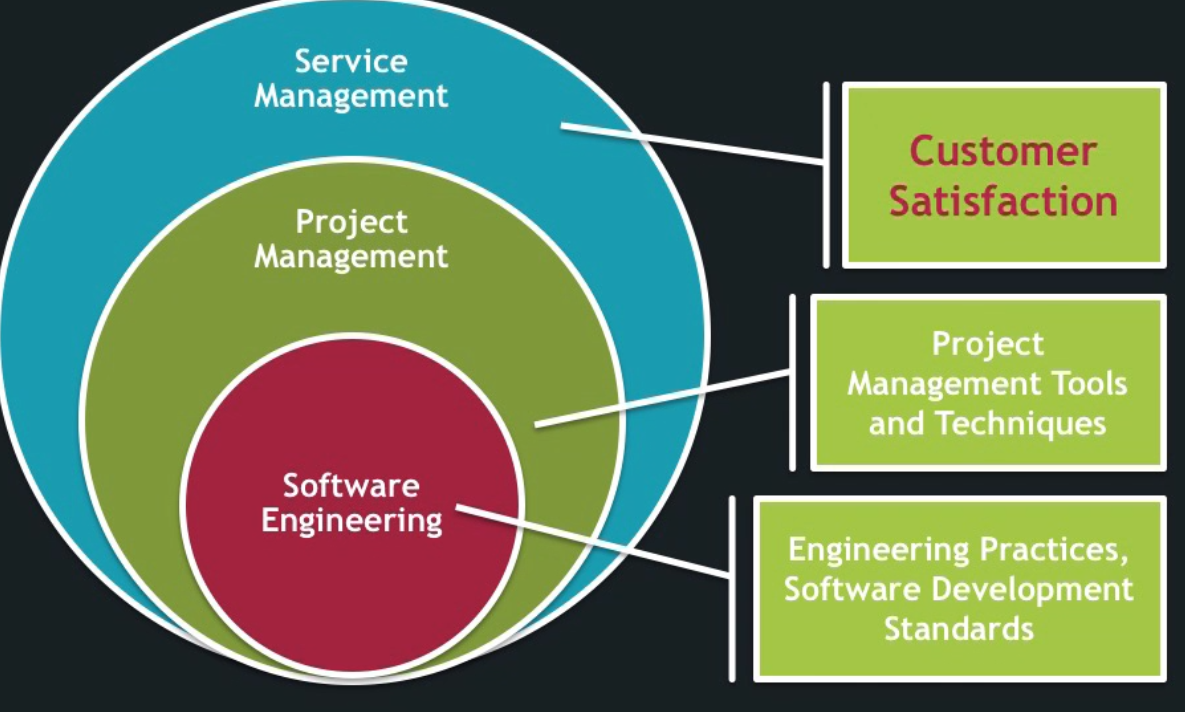 Service
Management
Project
Management
Software
Engineering
Customer
Satisfaction
Project
Management Tools
and Techniques
Engineering Practices,
Software Development
Standards